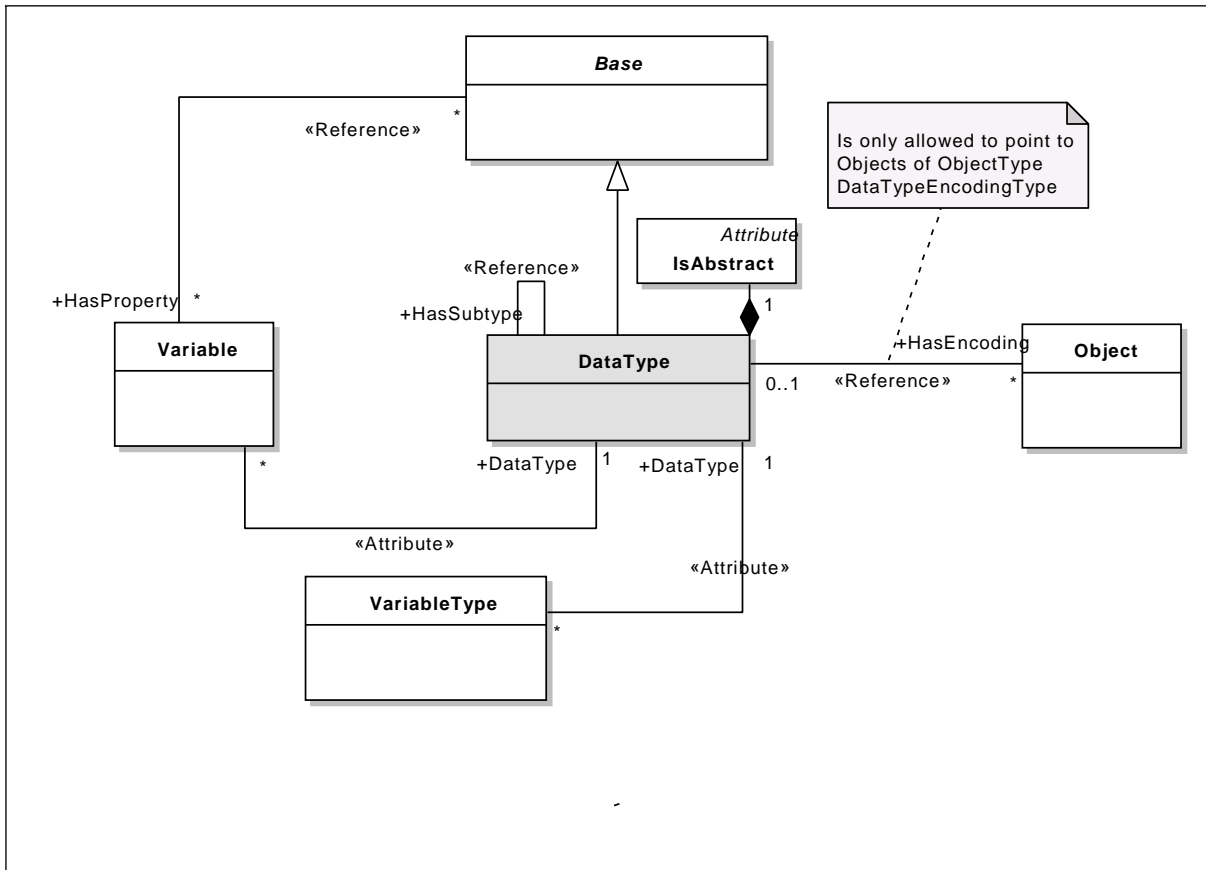 Base
*
«Reference»
Is only allowed to point to
Objects of ObjectType
DataTypeEncodingType
Attribute
IsAbstract
1
«Reference»
+HasSubtype
+HasProperty
*
Variable
*
DataType
+HasEncoding
0..1
«Reference»
*
Object
+DataType
1
+DataType
1
«Attribute»
«Attribute»
VariableType
*